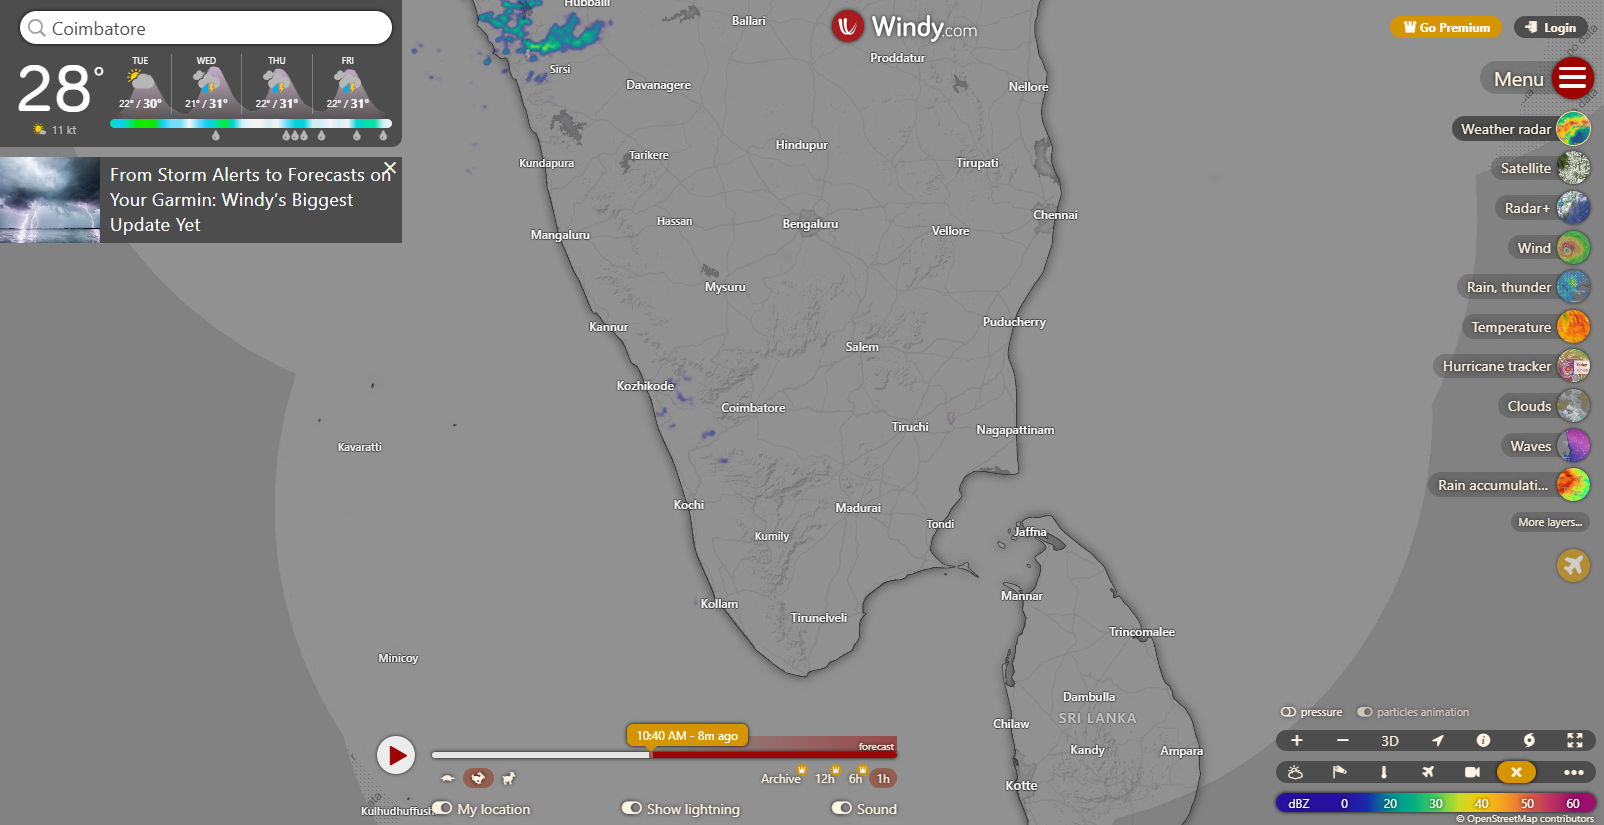 Coimbatore
28°
11 kt
TUE
22° / 30°
WED
21° / 31°
THU
22° / 31°
FRI
22° / 31°
From Storm Alerts to Forecasts on
Your Garmin: Windy’s Biggest
Update Yet
Windy.com
Go Premium
Login
Menu
Weather radar
Satellite
Radar+
Wind
Rain, thunder
Temperature
Hurricane tracker
Clouds
Waves
Rain accumulati...
More layers...
no data
Hubballi
Ballari
Proddatur
Sirsi
Davanagere
Nellore
Hindupur
Kundapura
Tarikere
Tirupati
Chennai
Hassan
Bengaluru
Vellore
Mangaluru
Mysuru
Puducherry
Kannur
Salem
Kozhikode
Coimbatore
Tiruchi
Nagapattinam
Kavaratti
Kochi
Madurai
Tondi
Jaffna
Kumily
Mannar
Kollam
Tirunelveli
Trincomalee
Minicoy
Dambulla
SRI LANKA
Chilaw
Kandy
Ampara
Kotte
Kulhudhuffush
10:40 AM - 8m ago
forecast
Archive
12h
6h
1h
My location
Show lightning
Sound
pressure
particles animation
3D
dBZ 0 20 30 40 50 60
© OpenStreetMap contributors